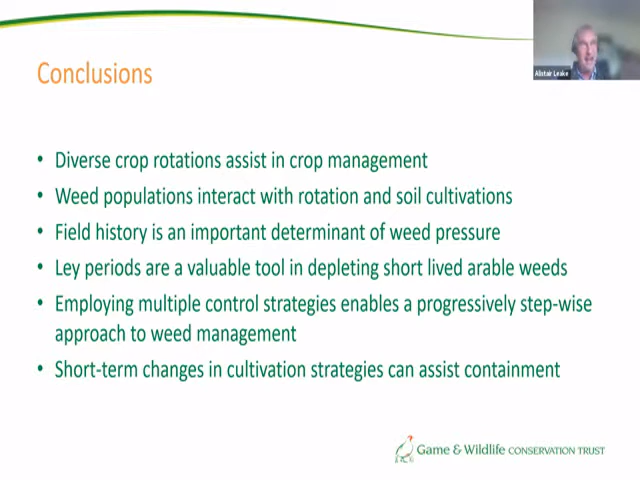 Alistair Leake
Conclusions
• Diverse crop rotations assist in crop management
• Weed populations interact with rotation and soil cultivations
• Field history is an important determinant of weed pressure
• Ley periods are a valuable tool in depleting short lived arable weeds
• Employing multiple control strategies enables a progressively step-wise
approach to weed management
• Short-term changes in cultivation strategies can assist containment
Game & Wildlife CONSERVATION TRUST